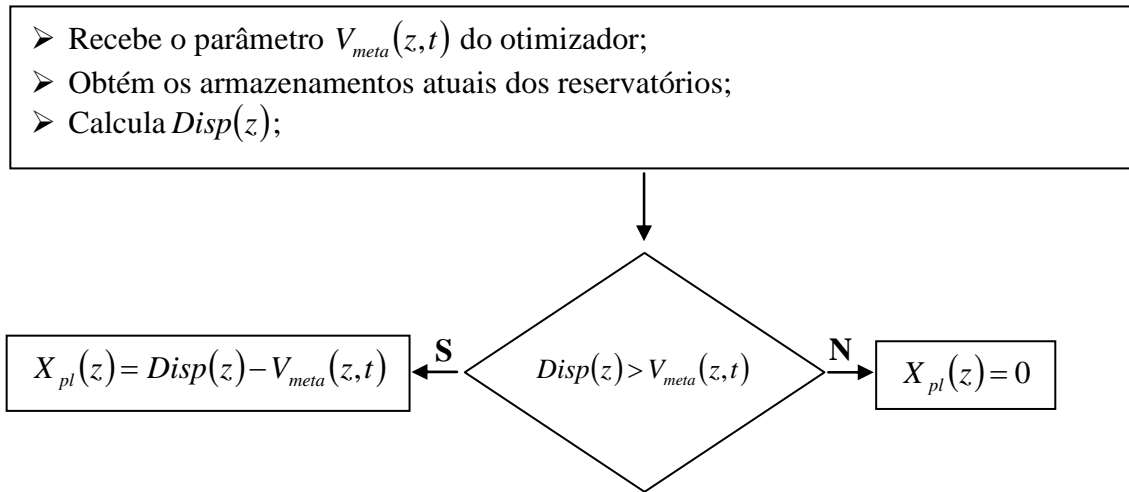 ➢ Recebe o parâmetro V_meta(z,t) do otimizador;
➢ Obtém os armazenamentos atuais dos reservatórios;
➢ Calcula Disp(z);
S
N
X_pl(z) = Disp(z) − V_meta(z,t)
Disp(z) > V_meta(z,t)
X_pl(z) = 0